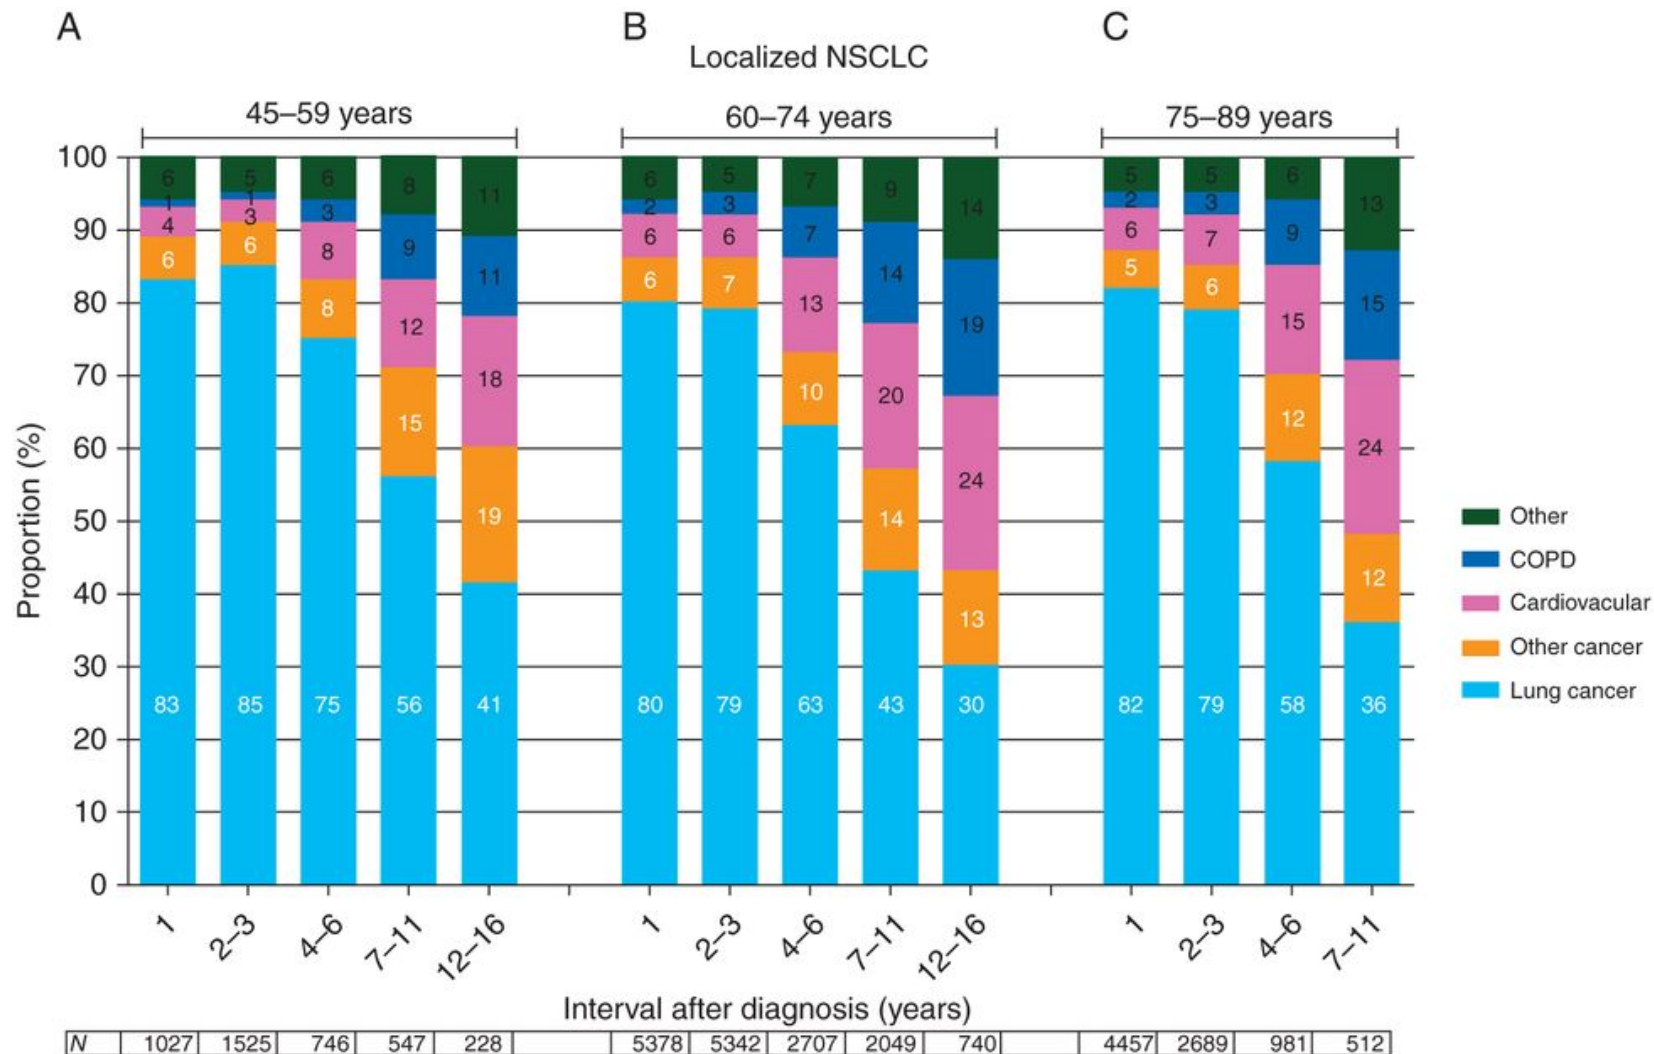 A B C
Localized NSCLC
45–59 years 60–74 years 75–89 years
Proportion (%)
100
90
80
70
60
50
40
30
20
10
0
6 5 6 8 11 6 5 7 9 14 5 5 6 13
1 1 3 9 11 2 3 7 14 19 2 3 9 15
4 3 8 12 18 6 6 13 20 24 6 7 15 24
6 6 8 15 19 6 7 10 14 13 5 6 12 12
83 85 75 56 41 80 79 63 43 30 82 79 58 36
Other
COPD
Cardiovacular
Other cancer
Lung cancer
1 2–3 4–6 7–11 12–16 1 2–3 4–6 7–11 12–16 1 2–3 4–6 7–11
Interval after diagnosis (years)
N 1027 1525 746 547 228 5378 5342 2707 2049 740 4457 2689 981 512